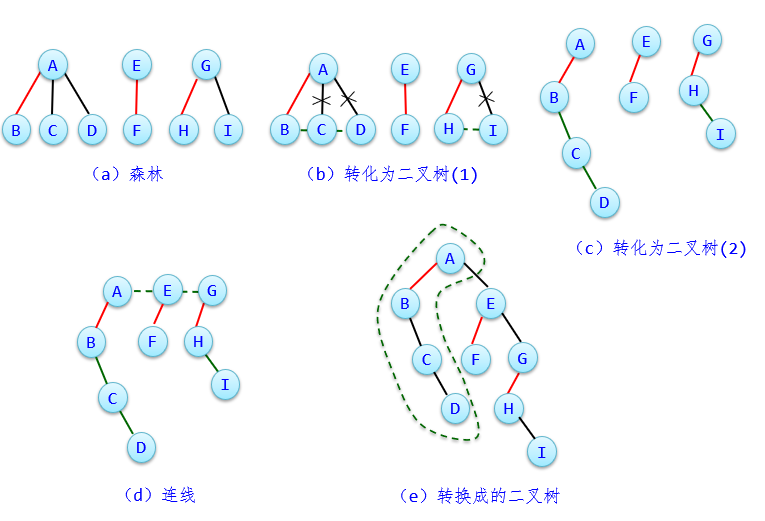 A E G
B C D F H I
(a) 森林
A E G
B C D F H I
(b) 转化为二叉树(1)
A E G
B F H
C I
D
(c) 转化为二叉树(2)
A E G
B F H
C I
D
(d) 连线
A
B E
C F G
D H
I
(e) 转换成的二叉树